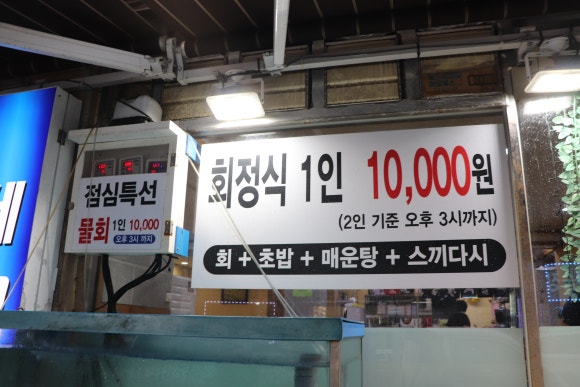 점심특선
물회 1인 10,000
오후 3시 까지
회정식 1인 10,000원
(2인 기준 오후 3시까지)
회 + 초밥 + 매운탕 + 스끼다시